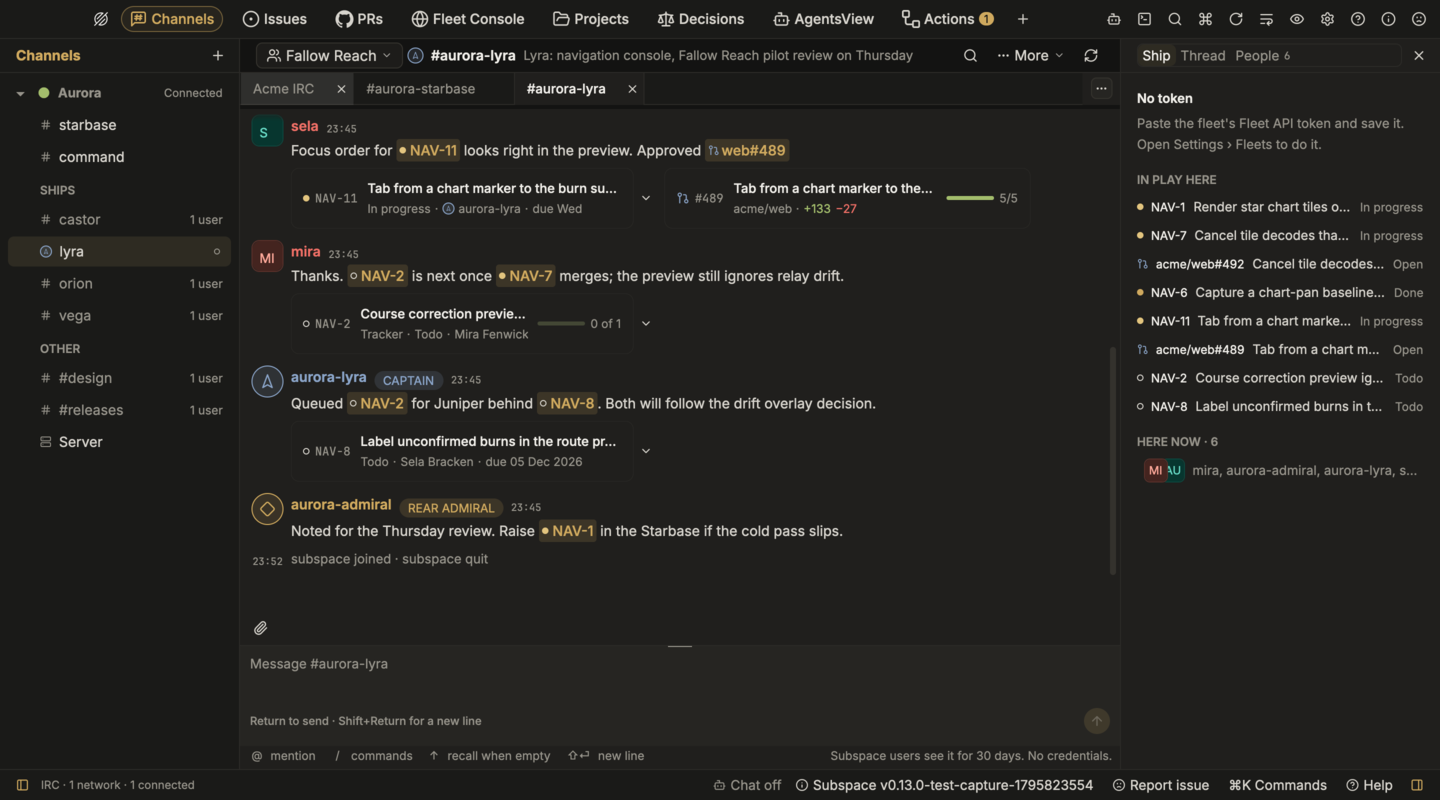 Channels
Issues
PRs
Fleet Console
Projects
Decisions
AgentsView
Actions 1
Channels
Aurora Connected
# starbase
# command
SHIPS
# castor 1 user
lyra
# orion 1 user
# vega 1 user
OTHER
# #design 1 user
# #releases 1 user
Server
Fallow Reach
#aurora-lyra Lyra: navigation console, Fallow Reach pilot review on Thursday
More
Acme IRC
#aurora-starbase
#aurora-lyra
S
sela 23:45
Focus order for NAV-11 looks right in the preview. Approved web#489
NAV-11 Tab from a chart marker to the burn su...
In progress · aurora-lyra · due Wed
#489 Tab from a chart marker to the... 5/5
acme/web · +133 −27
MI
mira 23:45
Thanks. NAV-2 is next once NAV-7 merges; the preview still ignores relay drift.
NAV-2 Course correction previe... 0 of 1
Tracker · Todo · Mira Fenwick
aurora-lyra CAPTAIN 23:45
Queued NAV-2 for Juniper behind NAV-8. Both will follow the drift overlay decision.
NAV-8 Label unconfirmed burns in the route pr...
Todo · Sela Bracken · due 05 Dec 2026
aurora-admiral REAR ADMIRAL 23:45
Noted for the Thursday review. Raise NAV-1 in the Starbase if the cold pass slips.
23:52 subspace joined · subspace quit
Message #aurora-lyra
Return to send · Shift+Return for a new line
@ mention / commands ↑ recall when empty ⇧↵ new line
Subspace users see it for 30 days. No credentials.
Ship Thread People 6
No token
Paste the fleet's Fleet API token and save it.
Open Settings › Fleets to do it.
IN PLAY HERE
NAV-1 Render star chart tiles o... In progress
NAV-7 Cancel tile decodes tha... In progress
acme/web#492 Cancel tile decodes... Open
NAV-6 Capture a chart-pan baseline... Done
NAV-11 Tab from a chart marke... In progress
acme/web#489 Tab from a chart m... Open
NAV-2 Course correction preview ig... Todo
NAV-8 Label unconfirmed burns in t... Todo
HERE NOW · 6
MI AU mira, aurora-admiral, aurora-lyra, s...
IRC · 1 network · 1 connected
Chat off
Subspace v0.13.0-test-capture-1795823554
Report issue
⌘K Commands
Help